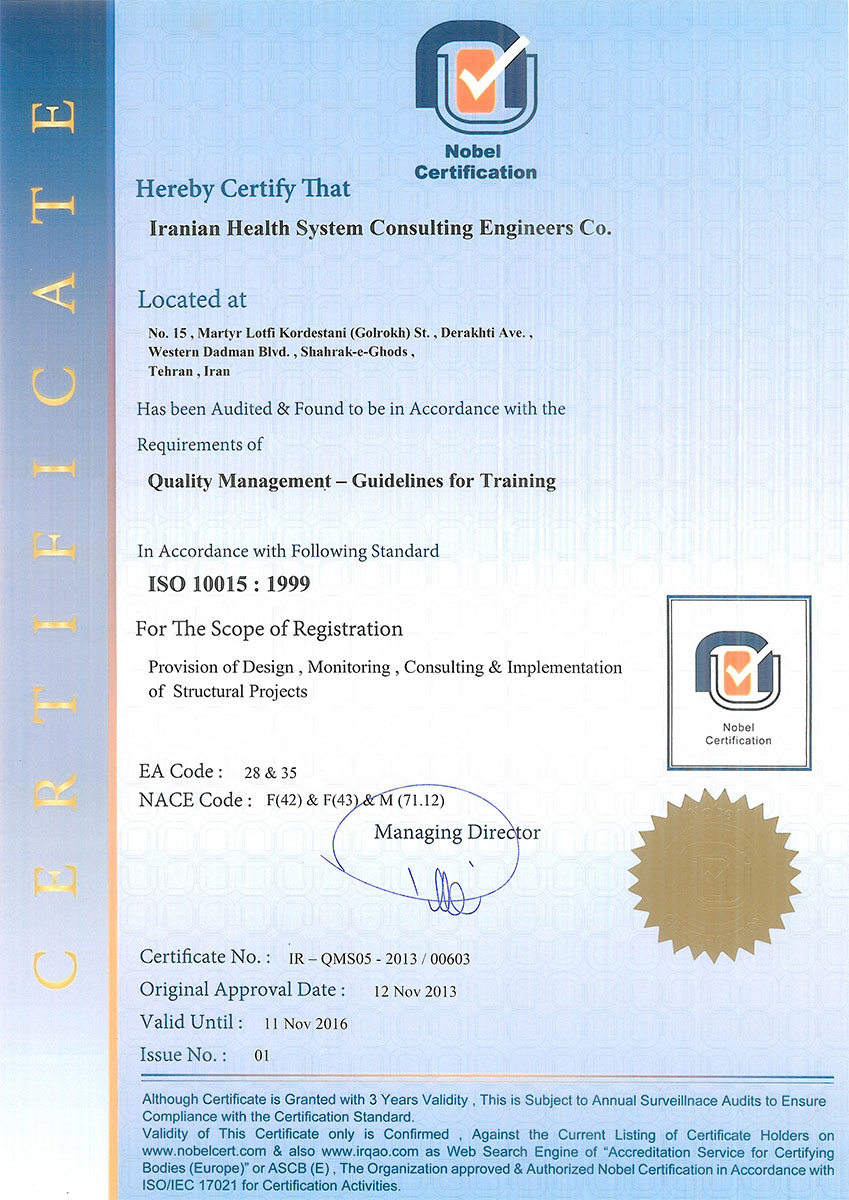 CERTIFICATE
Nobel
Certification
Hereby Certify That
Iranian Health System Consulting Engineers Co.
Located at
No. 15 , Martyr Lotfi Kordestani (Golrokh) St. , Derakhti Ave. ,
Western Dadman Blvd. , Shahrak-e-Ghods ,
Tehran , Iran
Has been Audited & Found to be in Accordance with the
Requirements of
Quality Management – Guidelines for Training
In Accordance with Following Standard
ISO 10015 : 1999
For The Scope of Registration
Provision of Design , Monitoring , Consulting & Implementation
of Structural Projects
Nobel
Certification
EA Code : 28 & 35
NACE Code : F(42) & F(43) & M (71.12)
Managing Director
Certificate No. : IR – QMS05 - 2013 / 00603
Original Approval Date : 12 Nov 2013
Valid Until : 11 Nov 2016
Issue No. : 01
Although Certificate is Granted with 3 Years Validity , This is Subject to Annual Surveillnace Audits to Ensure
Compliance with the Certification Standard.
Validity of This Certificate only is Confirmed , Against the Current Listing of Certificate Holders on
www.nobelcert.com & also www.irqao.com as Web Search Engine of “Accreditation Service for Certifying
Bodies (Europe)” or ASCB (E) , The Organization approved & Authorized Nobel Certification in Accordance with
ISO/IEC 17021 for Certification Activities.